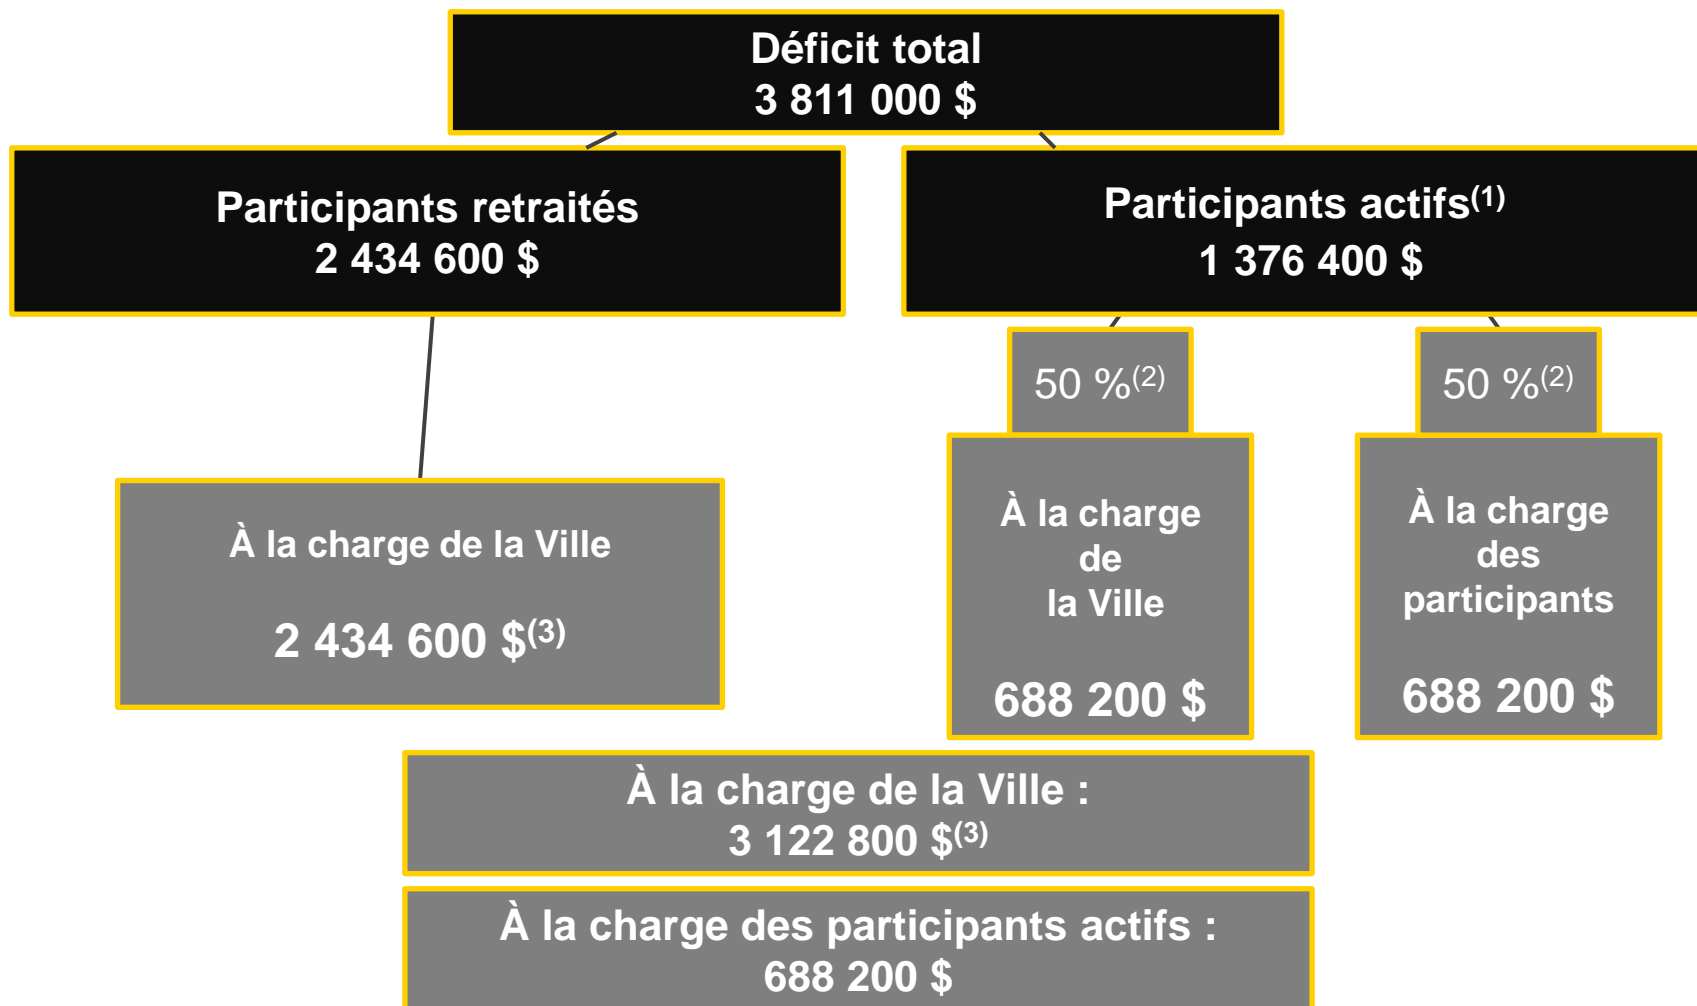 Déficit total
3 811 000 $
Participants retraités
2 434 600 $
Participants actifs(1)
1 376 400 $
50 %(2)
50 %(2)
À la charge de la Ville
2 434 600 $(3)
À la charge
de
la Ville
688 200 $
À la charge
des
participants
688 200 $
À la charge de la Ville :
3 122 800 $(3)
À la charge des participants actifs :
688 200 $